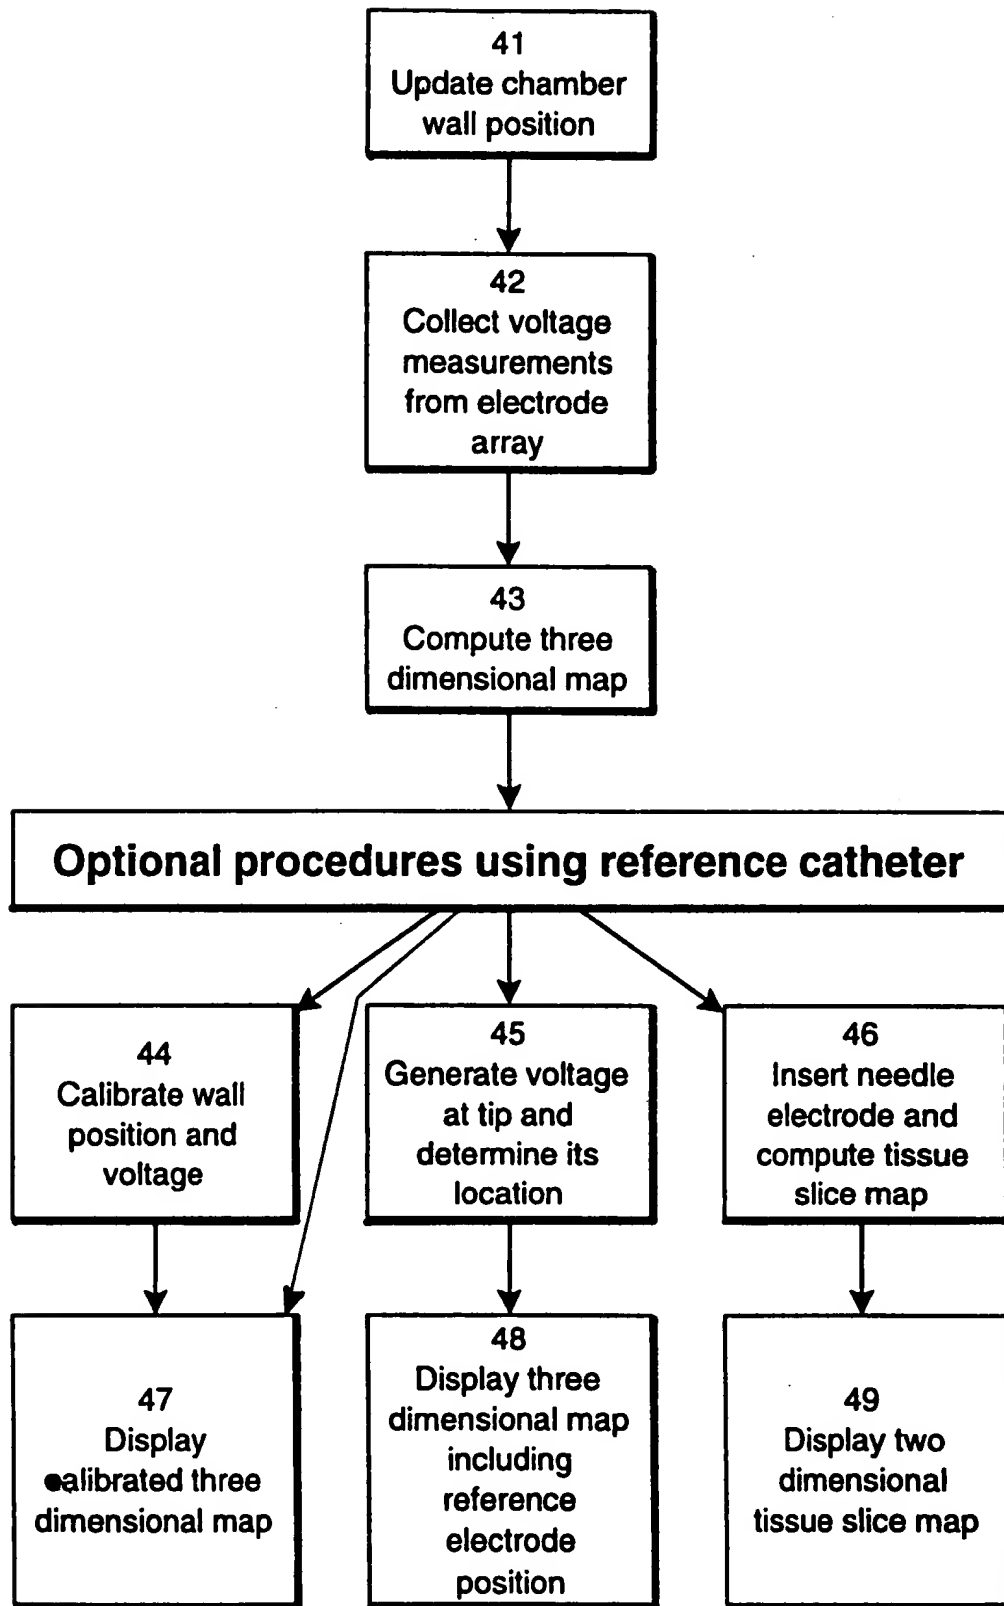 41
Update chamber
wall position
42
Collect voltage
measurements
from electrode
array
43
Compute three
dimensional map
Optional procedures using reference catheter
44
Calibrate wall
position and
voltage
45
Generate voltage
at tip and
determine its
location
46
Insert needle
electrode and
compute tissue
slice map
47
Display
calibrated three
dimensional map
48
Display three
dimensional map
including
reference
electrode
position
49
Display two
dimensional
tissue slice map